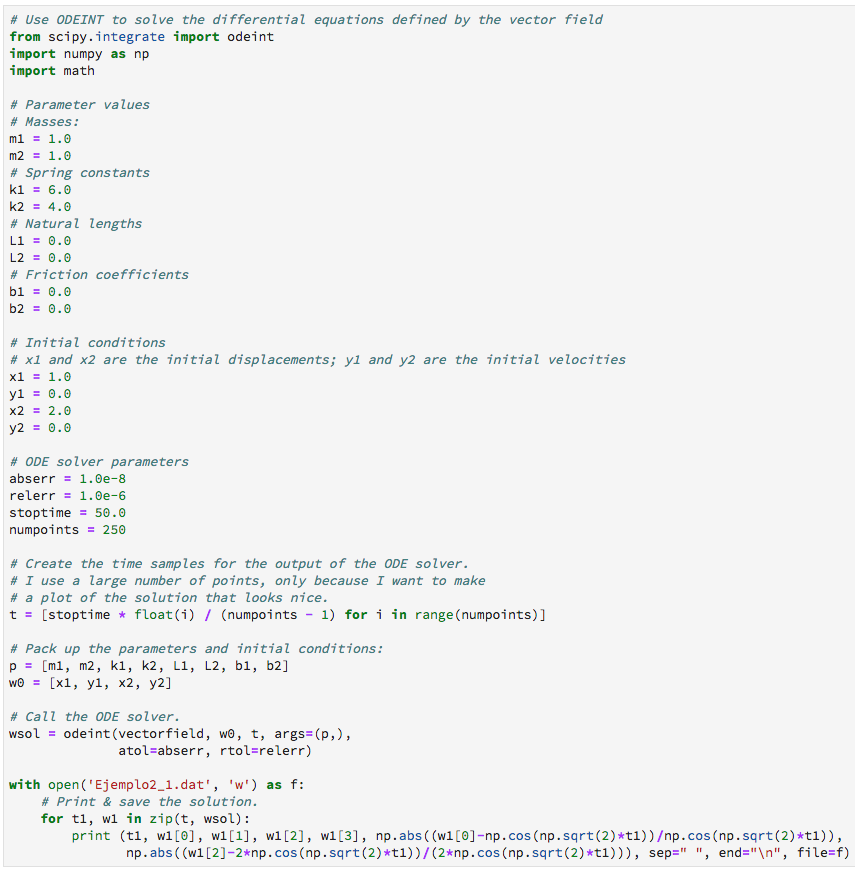 # Use ODEINT to solve the differential equations defined by the vector field
from scipy.integrate import odeint
import numpy as np
import math
# Parameter values
# Masses:
m1 = 1.0
m2 = 1.0
# Spring constants
k1 = 6.0
k2 = 4.0
# Natural lengths
L1 = 0.0
L2 = 0.0
# Friction coefficients
b1 = 0.0
b2 = 0.0
# Initial conditions
# x1 and x2 are the initial displacements; y1 and y2 are the initial velocities
x1 = 1.0
y1 = 0.0
x2 = 2.0
y2 = 0.0
# ODE solver parameters
abserr = 1.0e-8
relerr = 1.0e-6
stoptime = 50.0
numpoints = 250
# Create the time samples for the output of the ODE solver.
# I use a large number of points, only because I want to make
# a plot of the solution that looks nice.
t = [stoptime * float(i) / (numpoints - 1) for i in range(numpoints)]
# Pack up the parameters and initial conditions:
p = [m1, m2, k1, k2, L1, L2, b1, b2]
w0 = [x1, y1, x2, y2]
# Call the ODE solver.
wsol = odeint(vectorfield, w0, t, args=(p,),
atol=abserr, rtol=relerr)
with open('Ejemplo2_1.dat', 'w') as f:
# Print & save the solution.
for t1, w1 in zip(t, wsol):
print (t1, w1[0], w1[1], w1[2], w1[3], np.abs((w1[0]-np.cos(np.sqrt(2)*t1))/np.cos(np.sqrt(2)*t1)),
np.abs((w1[2]-2*np.cos(np.sqrt(2)*t1))/(2*np.cos(np.sqrt(2)*t1))), sep=" ", end="\n", file=f)